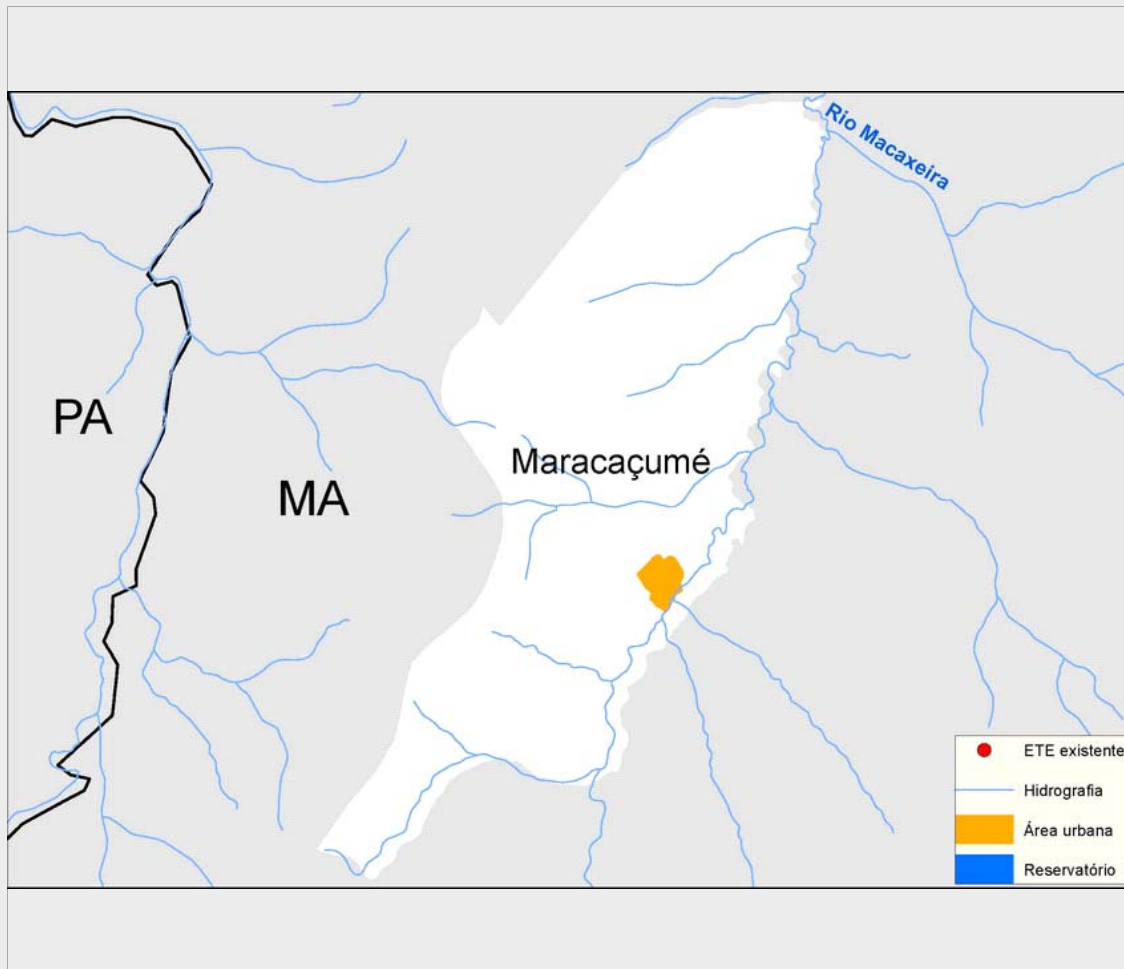 Rio Macaxeira
PA
MA
Maracaçumé
ETE existente
Hidrografia
Área urbana
Reservatório